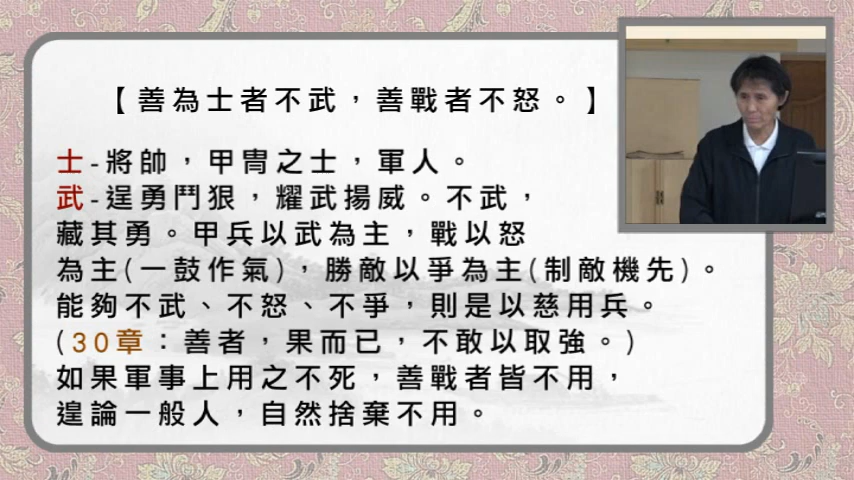 【善為士者不武，善戰者不怒。】
士-將帥，甲冑之士，軍人。
武-逞勇鬥狠，耀武揚威。不武，
藏其勇。甲兵以武為主，戰以怒
為主(一鼓作氣)，勝敵以爭為主(制敵機先)。
能夠不武、不怒、不爭，則是以慈用兵。
(30章：善者，果而已，不敢以取強。)
如果軍事上用之不死，善戰者皆不用，
遑論一般人，自然捨棄不用。